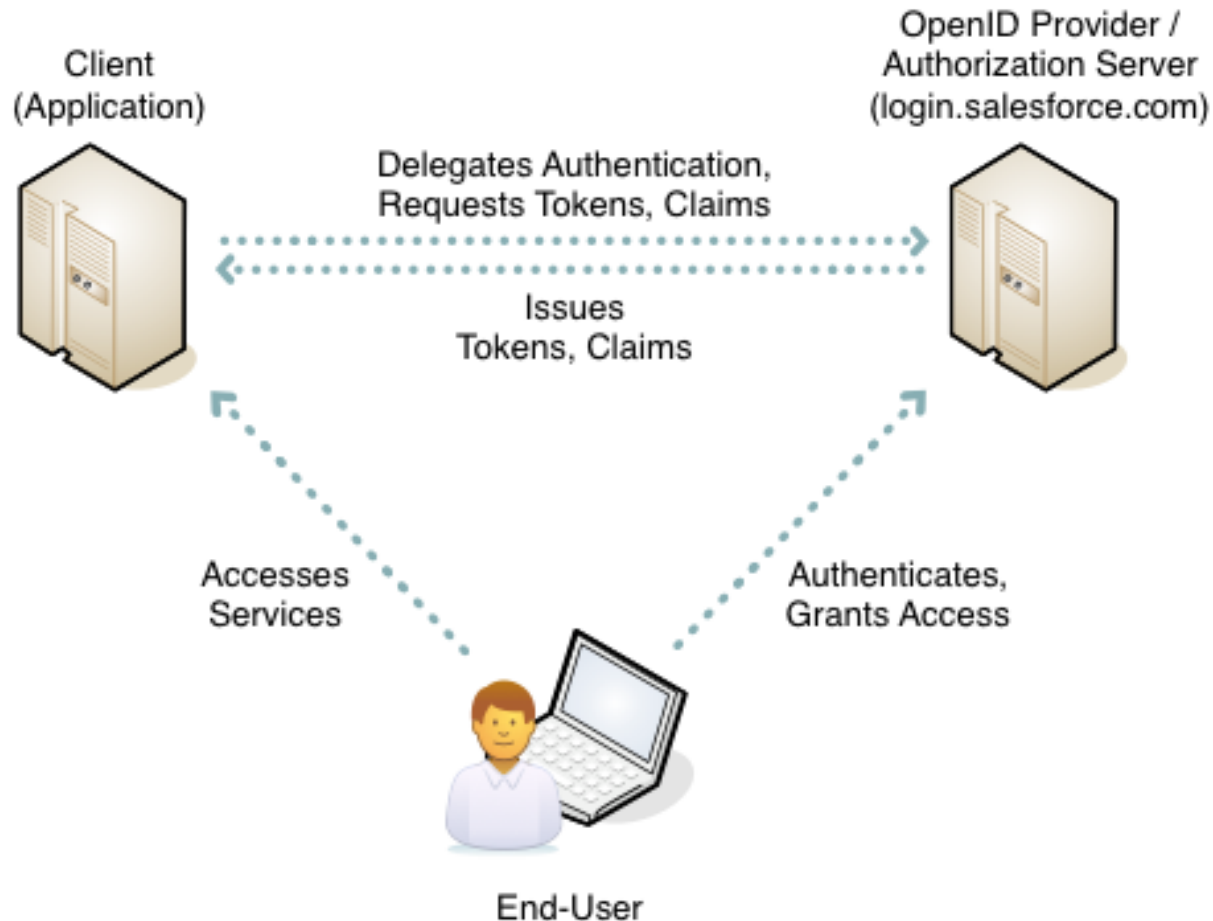 Client
(Application)
OpenID Provider /
Authorization Server
(login.salesforce.com)
Delegates Authentication,
Requests Tokens, Claims
Issues
Tokens, Claims
Accesses
Services
Authenticates,
Grants Access
End-User